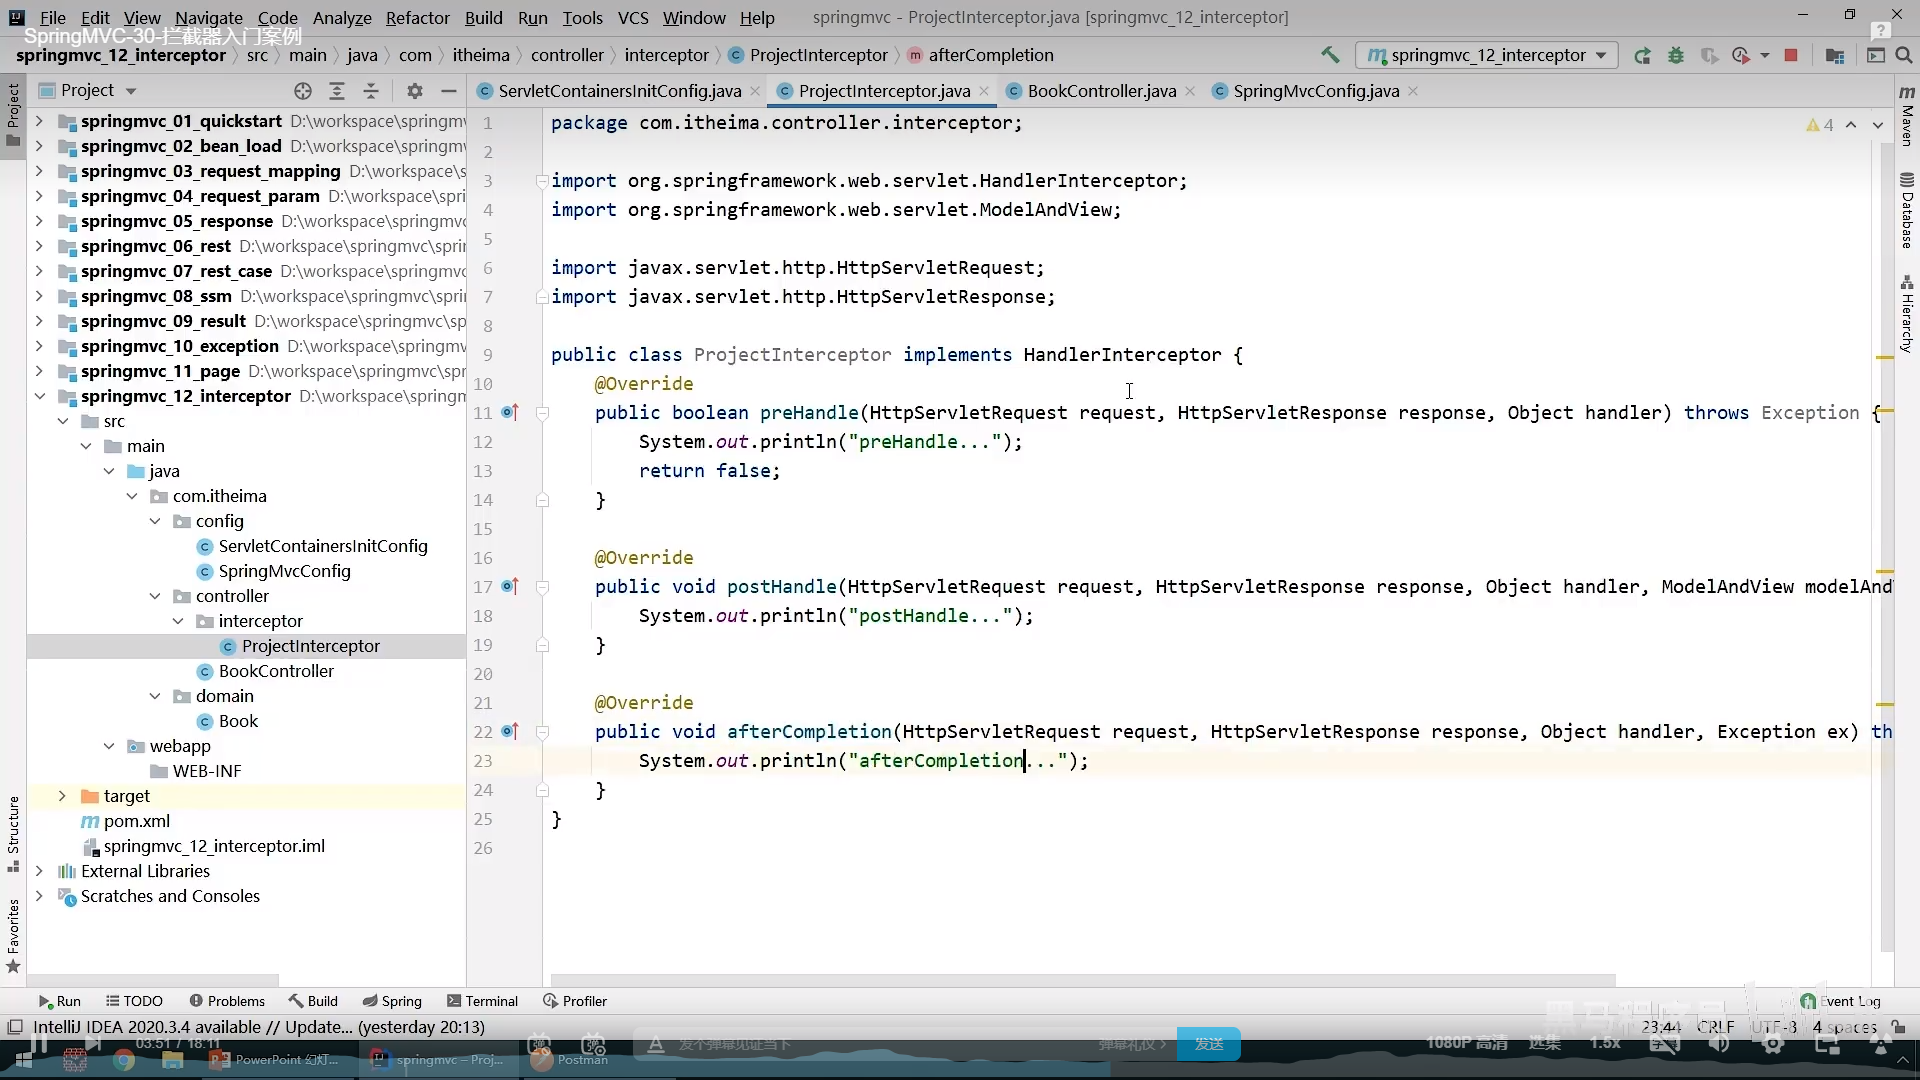 File Edit View Navigate Code Analyze Refactor Build Run Tools VCS Window Help springmvc - ProjectInterceptor.java [springmvc_12_interceptor]
SpringMVC-30-拦截器入门案例
springmvc_12_interceptor src main java com itheima controller interceptor ProjectInterceptor afterCompletion springmvc_12_interceptor
Project
ServletContainersInitConfig.java ProjectInterceptor.java BookController.java SpringMvcConfig.java
Project
Structure
Favorites
springmvc_01_quickstart D:\workspace\springm
springmvc_02_bean_load D:\workspace\springm
springmvc_03_request_mapping D:\workspace\s
springmvc_04_request_param D:\workspace\spri
springmvc_05_response D:\workspace\springmv
springmvc_06_rest D:\workspace\springmvc\sprin
springmvc_07_rest_case D:\workspace\springmvc
springmvc_08_ssm D:\workspace\springmvc\sprin
springmvc_09_result D:\workspace\springmvc\sp
springmvc_10_exception D:\workspace\springmv
springmvc_11_page D:\workspace\springmvc\spr
springmvc_12_interceptor D:\workspace\springm
src
main
java
com.itheima
config
ServletContainersInitConfig
SpringMvcConfig
controller
interceptor
ProjectInterceptor
BookController
domain
Book
webapp
WEB-INF
target
pom.xml
springmvc_12_interceptor.iml
External Libraries
Scratches and Consoles
1 package com.itheima.controller.interceptor;
2
3 import org.springframework.web.servlet.HandlerInterceptor;
4 import org.springframework.web.servlet.ModelAndView;
5
6 import javax.servlet.http.HttpServletRequest;
7 import javax.servlet.http.HttpServletResponse;
8
9 public class ProjectInterceptor implements HandlerInterceptor {
10 @Override
11 public boolean preHandle(HttpServletRequest request, HttpServletResponse response, Object handler) throws Exception {
12 System.out.println("preHandle...");
13 return false;
14 }
15
16 @Override
17 public void postHandle(HttpServletRequest request, HttpServletResponse response, Object handler, ModelAndView modelAnd
18 System.out.println("postHandle...");
19 }
20
21 @Override
22 public void afterCompletion(HttpServletRequest request, HttpServletResponse response, Object handler, Exception ex) th
23 System.out.println("afterCompletion...");
24 }
25 }
26
4
Maven
Database
Hierarchy
Run TODO Problems Build Spring Terminal Profiler Event Log
IntelliJ IDEA 2020.3.4 available // Update... (yesterday 20:13) 23:44 CRLF UTF-8 4 spaces
03:51 / 18:11 发个弹幕见证当下 弹幕礼仪 > 发送 1080P 高清 选集 1.5x
PowerPoint 幻灯... springmvc – Proj... Postman